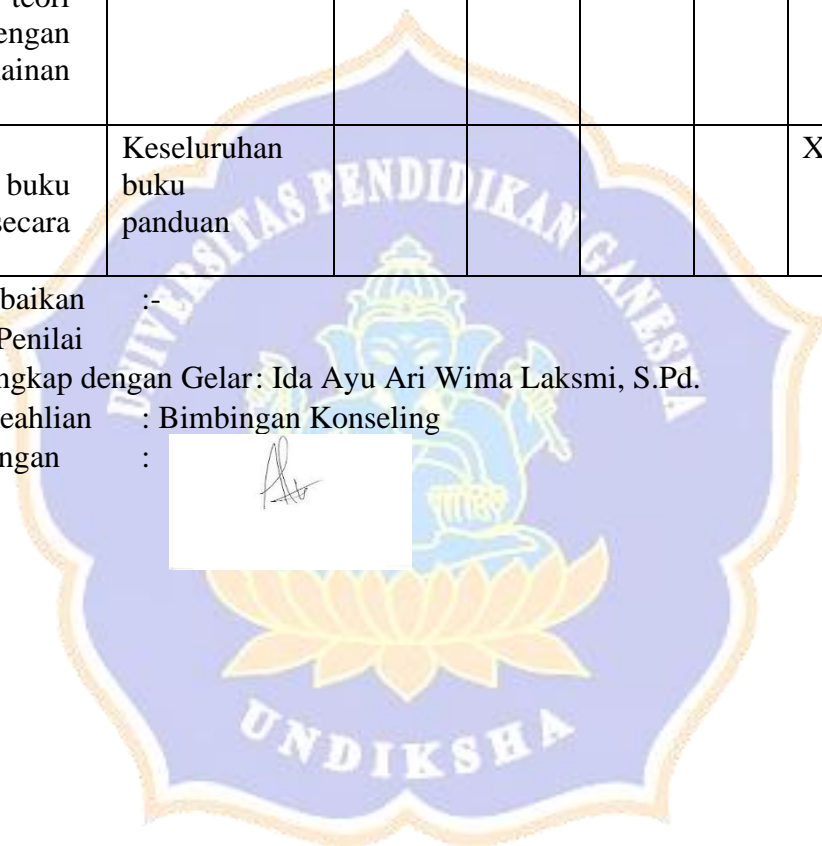 teori
engan
ainan
Keseluruhan
X
buku
buku
secara
panduan
baikan :-
Penilai
ngkap dengan Gelar: Ida Ayu Ari Wima Laksmi, S.Pd.
eahlian : Bimbingan Konseling
ngan :
UNIVERSITAS PENDIDIKAN GANESHA
UNDIKSHA